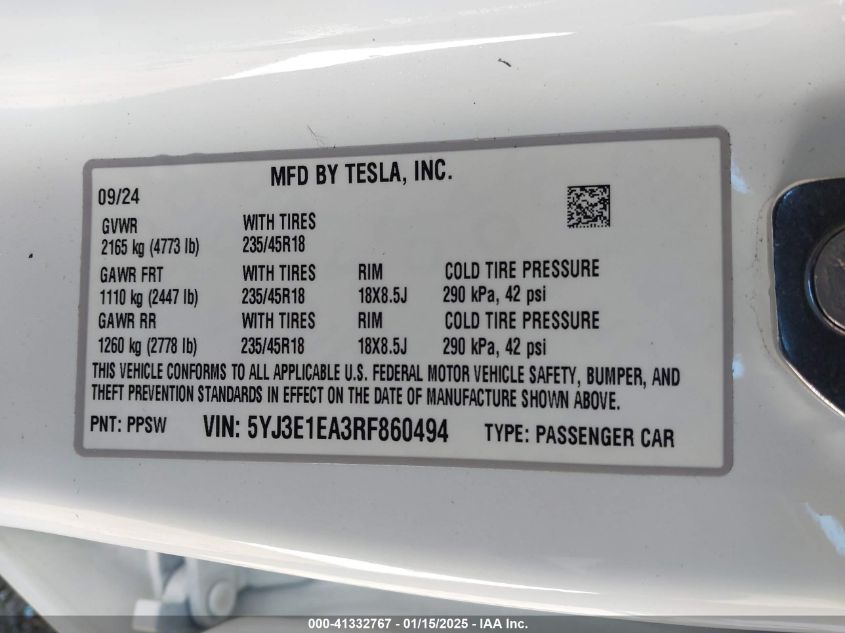 MFD BY TESLA, INC.
09/24
GVWR WITH TIRES
2165 kg (4773 lb) 235/45R18
GAWR FRT WITH TIRES RIM COLD TIRE PRESSURE
1110 kg (2447 lb) 235/45R18 18X8.5J 290 kPa, 42 psi
GAWR RR WITH TIRES RIM COLD TIRE PRESSURE
1260 kg (2778 lb) 235/45R18 18X8.5J 290 kPa, 42 psi
THIS VEHICLE CONFORMS TO ALL APPLICABLE U.S. FEDERAL MOTOR VEHICLE SAFETY, BUMPER, AND
THEFT PREVENTION STANDARDS IN EFFECT ON THE DATE OF MANUFACTURE SHOWN ABOVE.
PNT: PPSW VIN: 5YJ3E1EA3RF860494 TYPE: PASSENGER CAR
000-41332767 - 01/15/2025 - IAAI.com